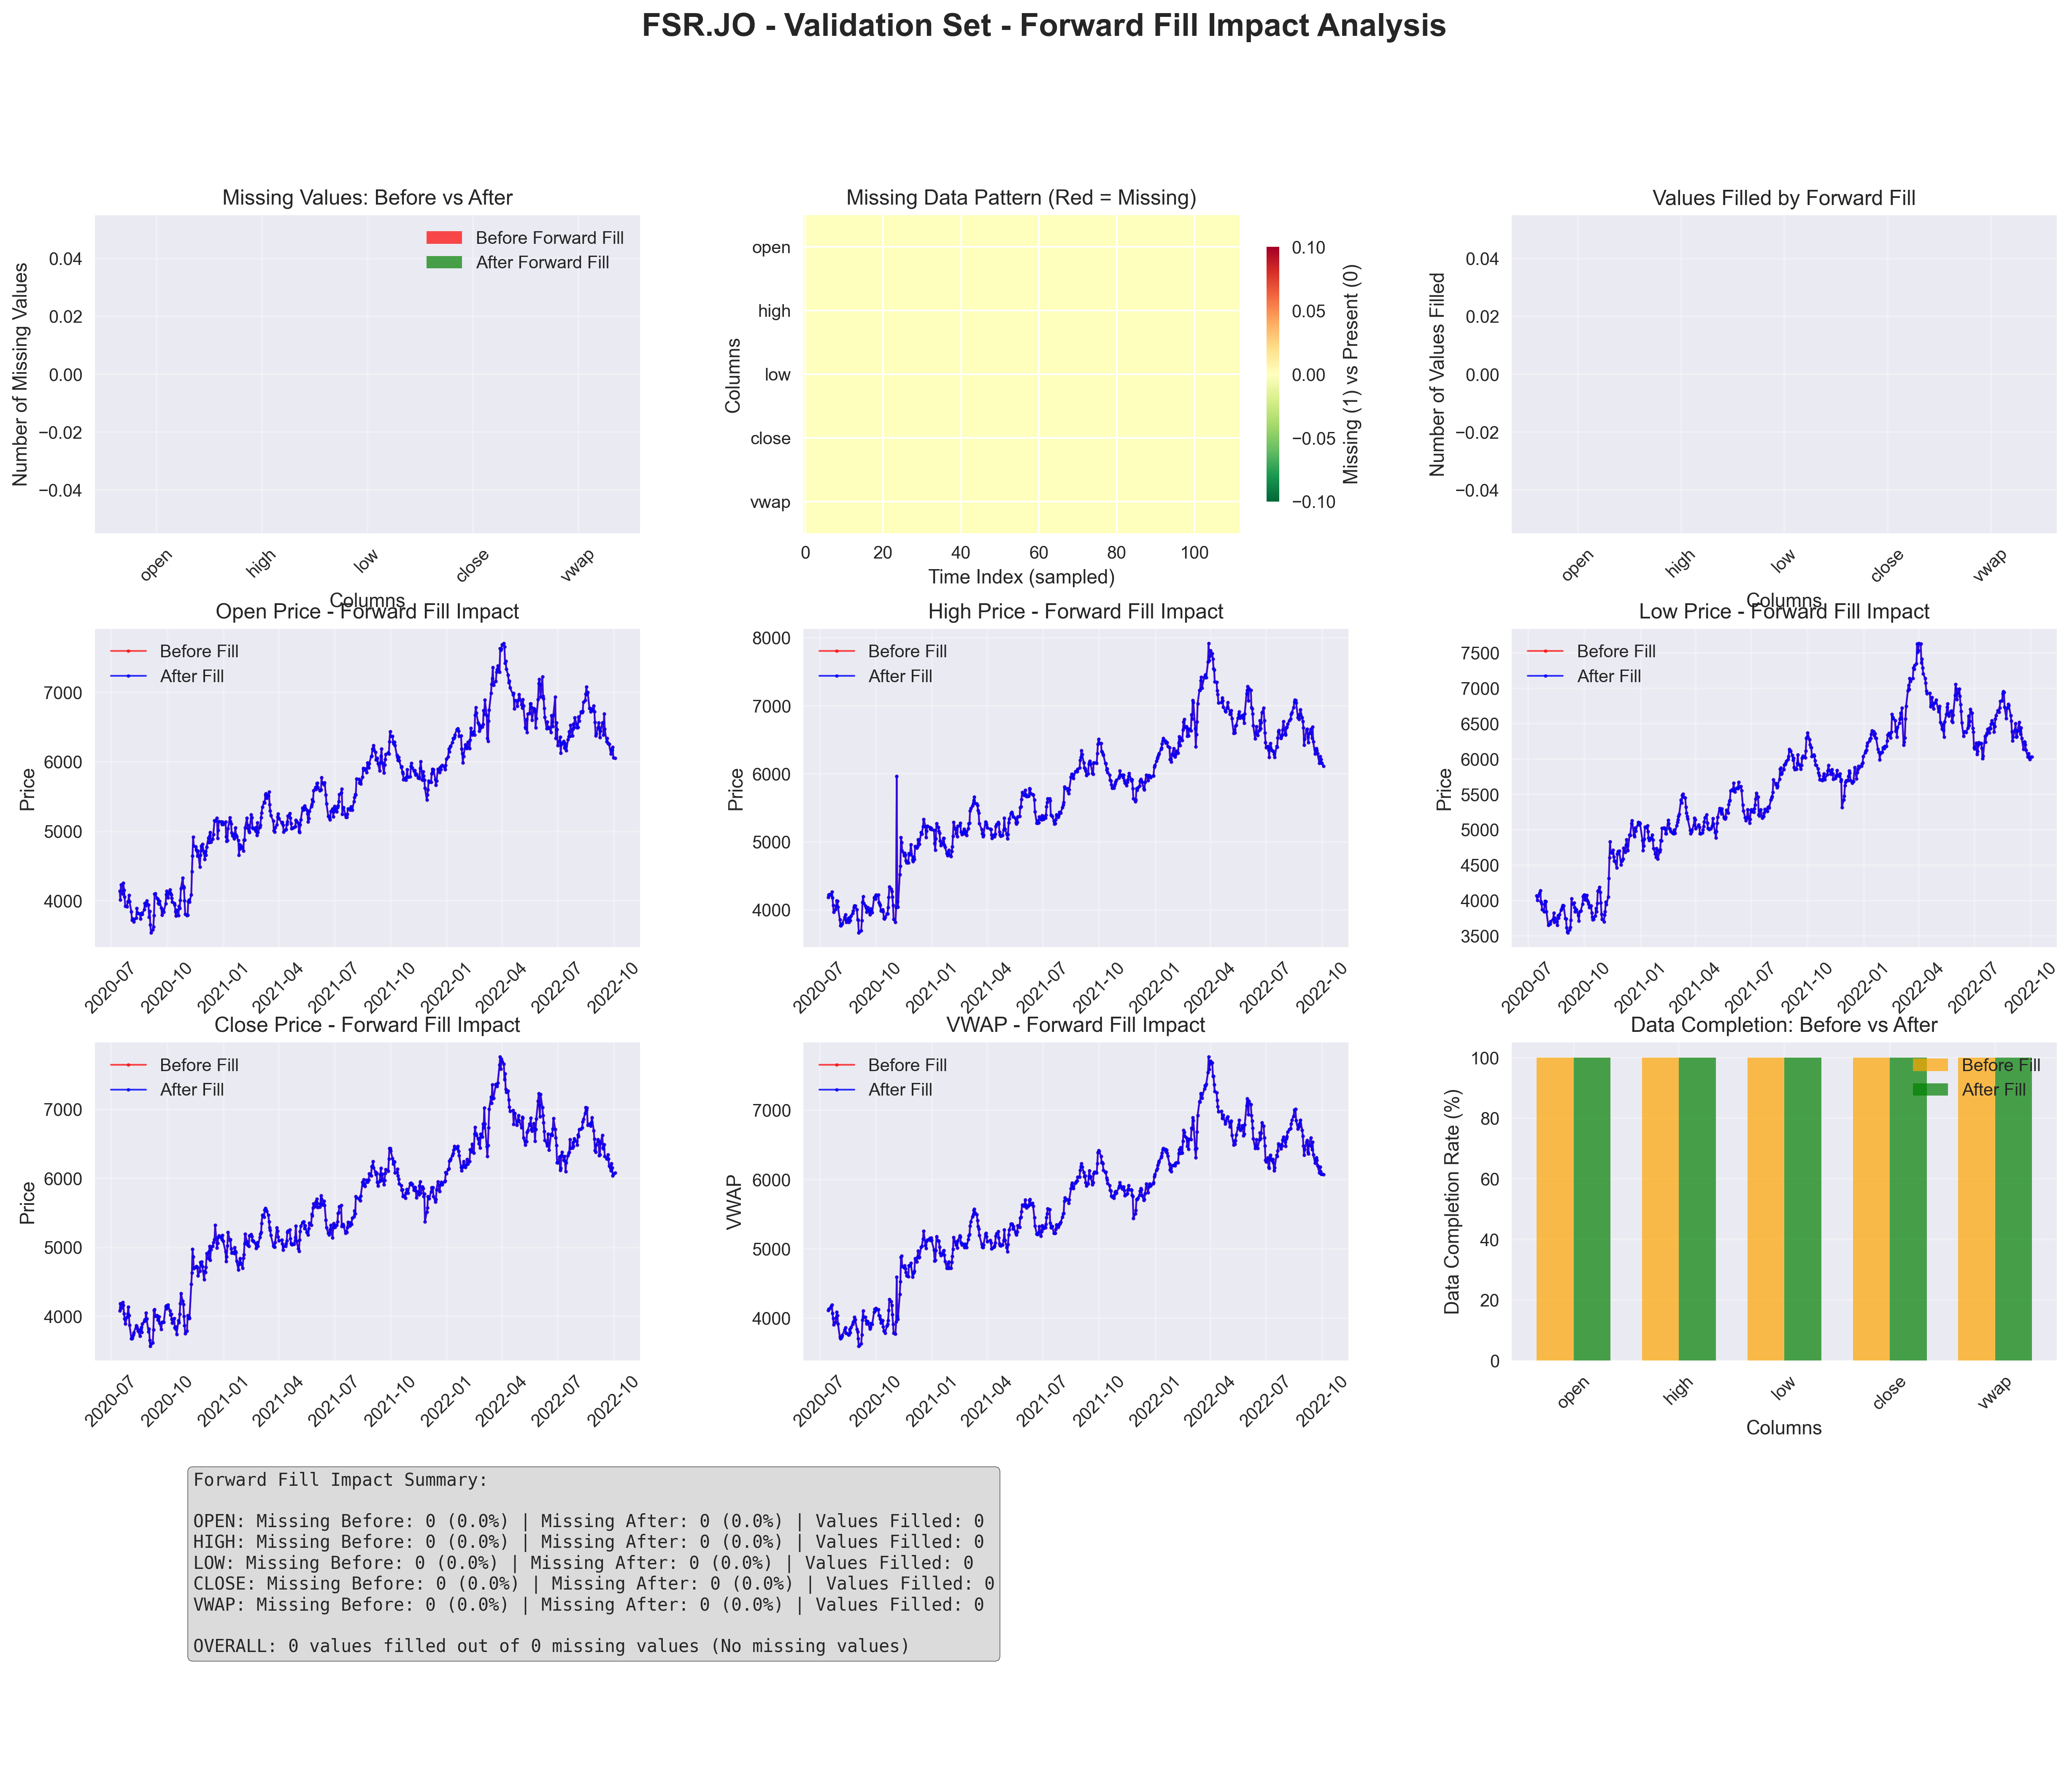 FSR.JO - Validation Set - Forward Fill Impact Analysis
Missing Values: Before vs After
Number of Missing Values
0.04
0.02
0.00
−0.02
−0.04
Before Forward Fill
After Forward Fill
open
high
low
close
vwap
Columns
Missing Data Pattern (Red = Missing)
Columns
open
high
low
close
vwap
0
20
40
60
80
100
Time Index (sampled)
0.10
0.05
0.00
−0.05
−0.10
Missing (1) vs Present (0)
Values Filled by Forward Fill
Number of Values Filled
0.04
0.02
0.00
−0.02
−0.04
open
high
low
close
vwap
Columns
Open Price - Forward Fill Impact
Price
7000
6000
5000
4000
Before Fill
After Fill
2020-07
2020-10
2021-01
2021-04
2021-07
2021-10
2022-01
2022-04
2022-07
2022-10
High Price - Forward Fill Impact
Price
8000
7000
6000
5000
4000
Before Fill
After Fill
2020-07
2020-10
2021-01
2021-04
2021-07
2021-10
2022-01
2022-04
2022-07
2022-10
Low Price - Forward Fill Impact
Price
7500
7000
6500
6000
5500
5000
4500
4000
3500
Before Fill
After Fill
2020-07
2020-10
2021-01
2021-04
2021-07
2021-10
2022-01
2022-04
2022-07
2022-10
Close Price - Forward Fill Impact
Price
7000
6000
5000
4000
Before Fill
After Fill
2020-07
2020-10
2021-01
2021-04
2021-07
2021-10
2022-01
2022-04
2022-07
2022-10
VWAP - Forward Fill Impact
VWAP
7000
6000
5000
4000
Before Fill
After Fill
2020-07
2020-10
2021-01
2021-04
2021-07
2021-10
2022-01
2022-04
2022-07
2022-10
Data Completion: Before vs After
Data Completion Rate (%)
100
80
60
40
20
0
Before Fill
After Fill
open
high
low
close
vwap
Columns
Forward Fill Impact Summary:
OPEN: Missing Before: 0 (0.0%) | Missing After: 0 (0.0%) | Values Filled: 0
HIGH: Missing Before: 0 (0.0%) | Missing After: 0 (0.0%) | Values Filled: 0
LOW: Missing Before: 0 (0.0%) | Missing After: 0 (0.0%) | Values Filled: 0
CLOSE: Missing Before: 0 (0.0%) | Missing After: 0 (0.0%) | Values Filled: 0
VWAP: Missing Before: 0 (0.0%) | Missing After: 0 (0.0%) | Values Filled: 0
OVERALL: 0 values filled out of 0 missing values (No missing values)